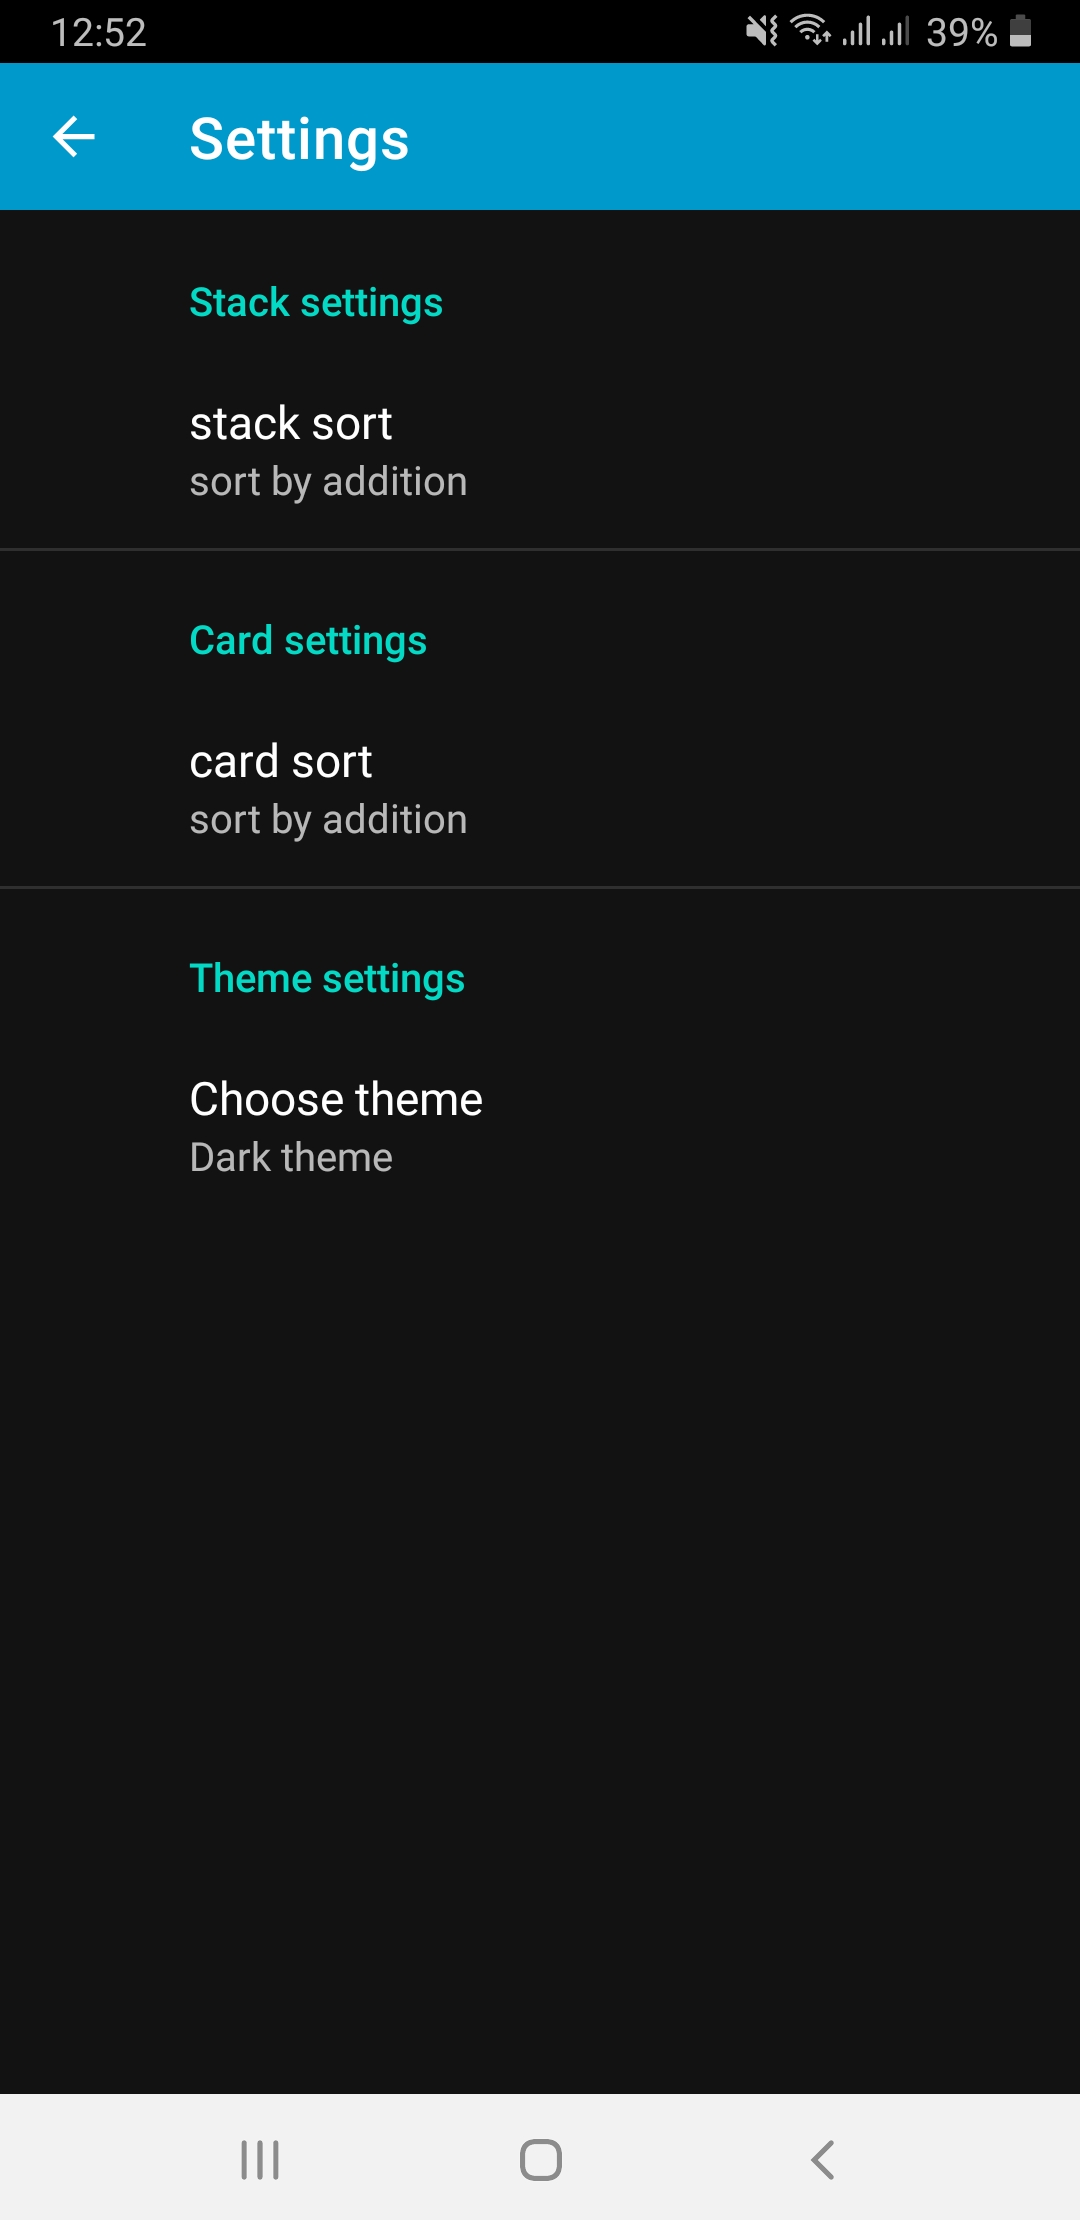 12:52
39%
Settings
Stack settings
stack sort
sort by addition
Card settings
card sort
sort by addition
Theme settings
Choose theme
Dark theme